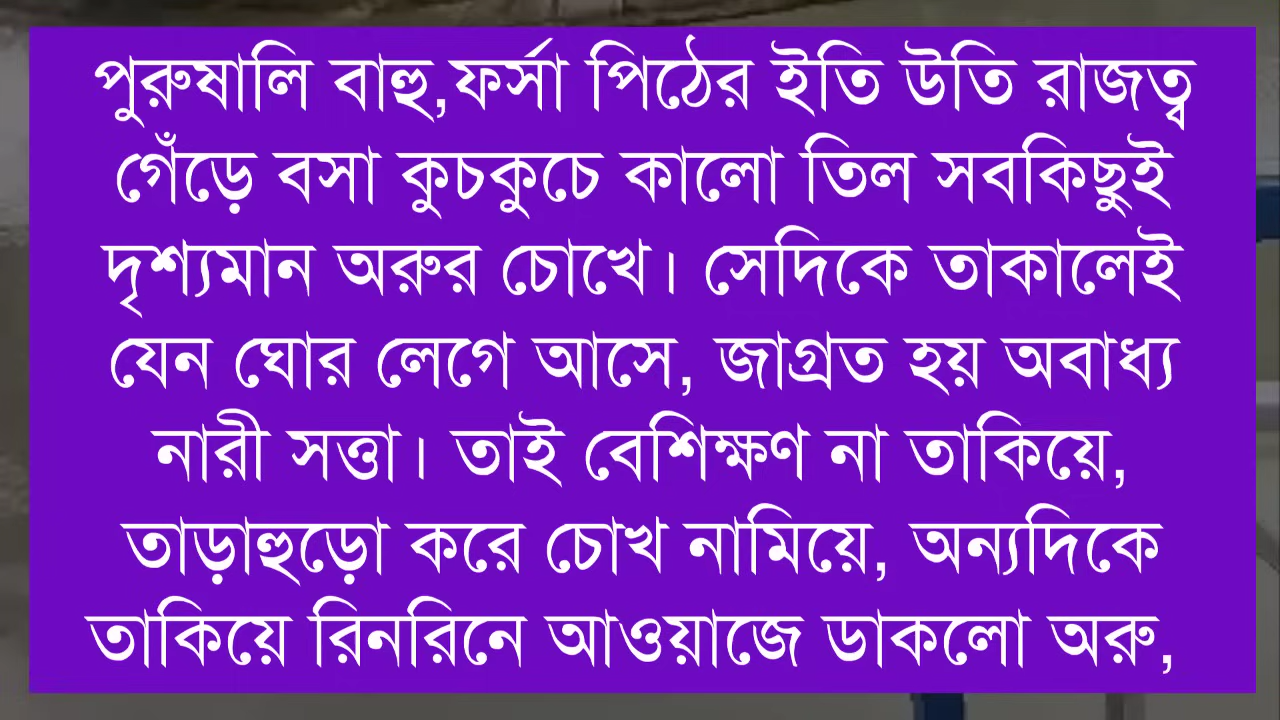 পুরুষালি বাহু,ফর্সা পিঠের ইতি উতি রাজত্ব
গেঁড়ে বসা কুচকুচে কালো তিল সবকিছুই
দৃশ্যমান অরুর চোখে। সেদিকে তাকালেই
যেন ঘোর লেগে আসে, জাগ্রত হয় অবাধ্য
নারী সত্তা। তাই বেশিক্ষণ না তাকিয়ে,
তাড়াহুড়ো করে চোখ নামিয়ে, অন্যদিকে
তাকিয়ে রিনরিনে আওয়াজে ডাকলো অরু,